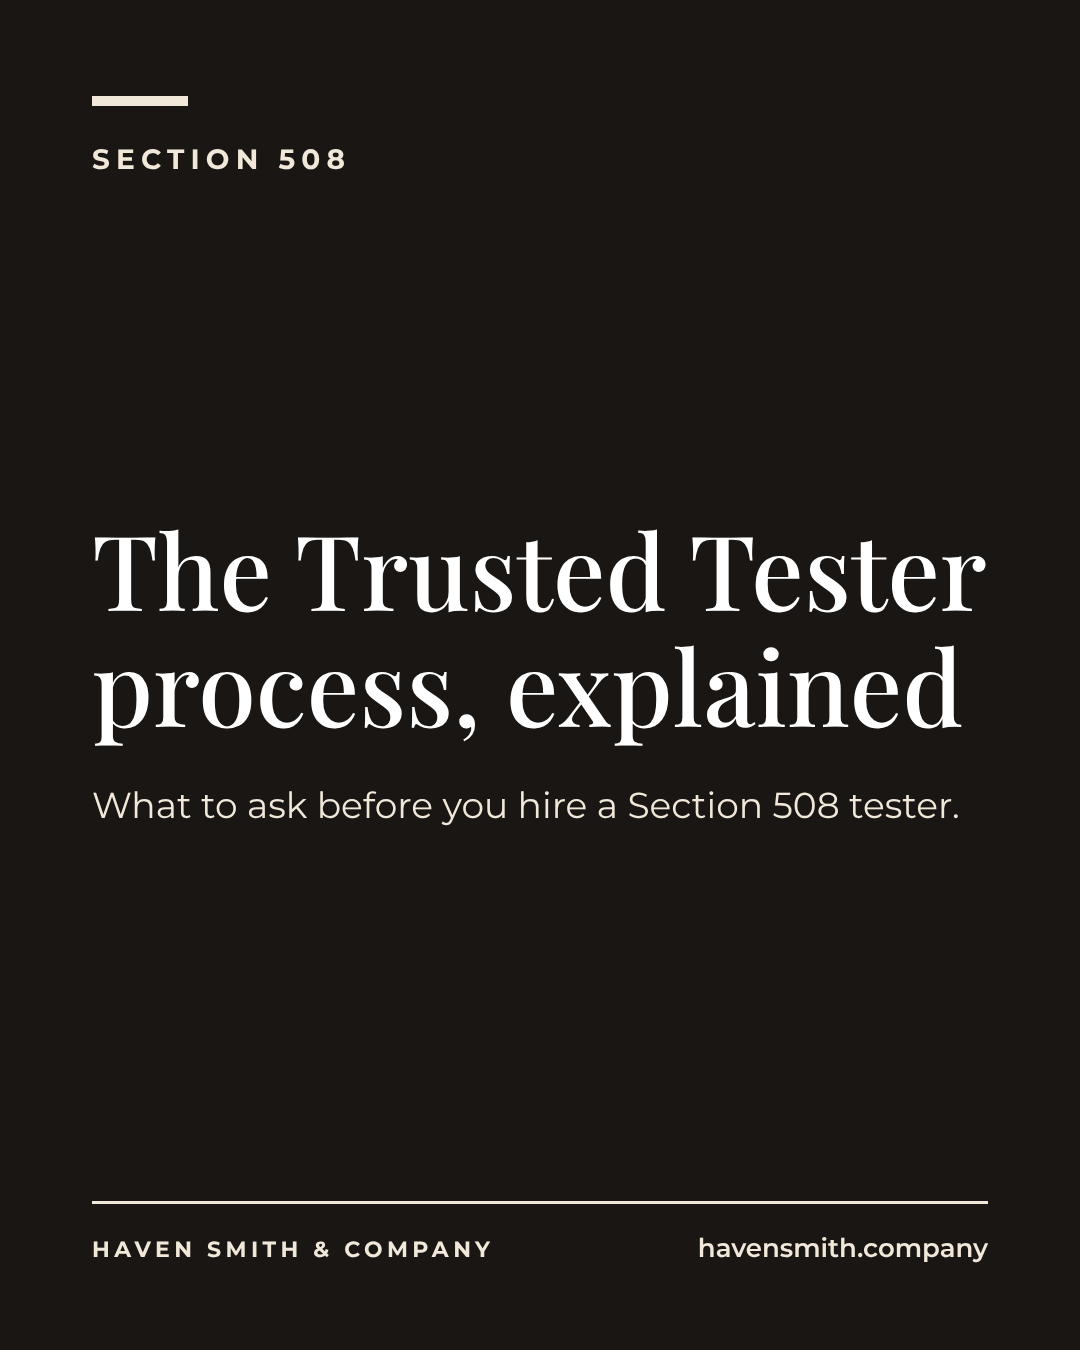 SECTION 508
The Trusted Tester
process, explained
What to ask before you hire a Section 508 tester.
HAVEN SMITH & COMPANY
havensmith.company